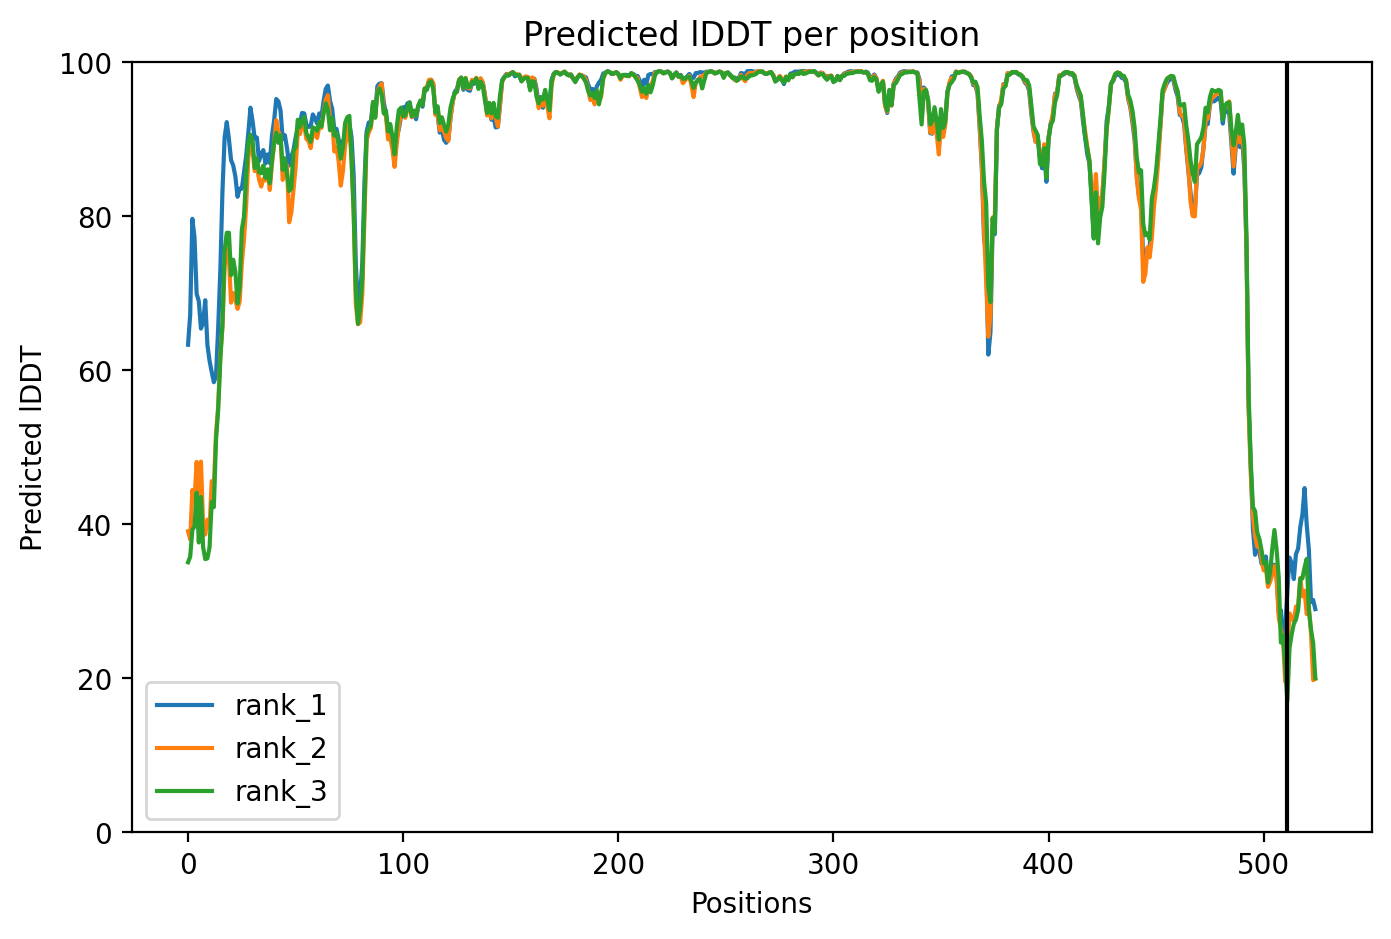 Predicted lDDT per position
Predicted lDDT
100
80
60
40
20
0
rank_1
rank_2
rank_3
0 100 200 300 400 500
Positions